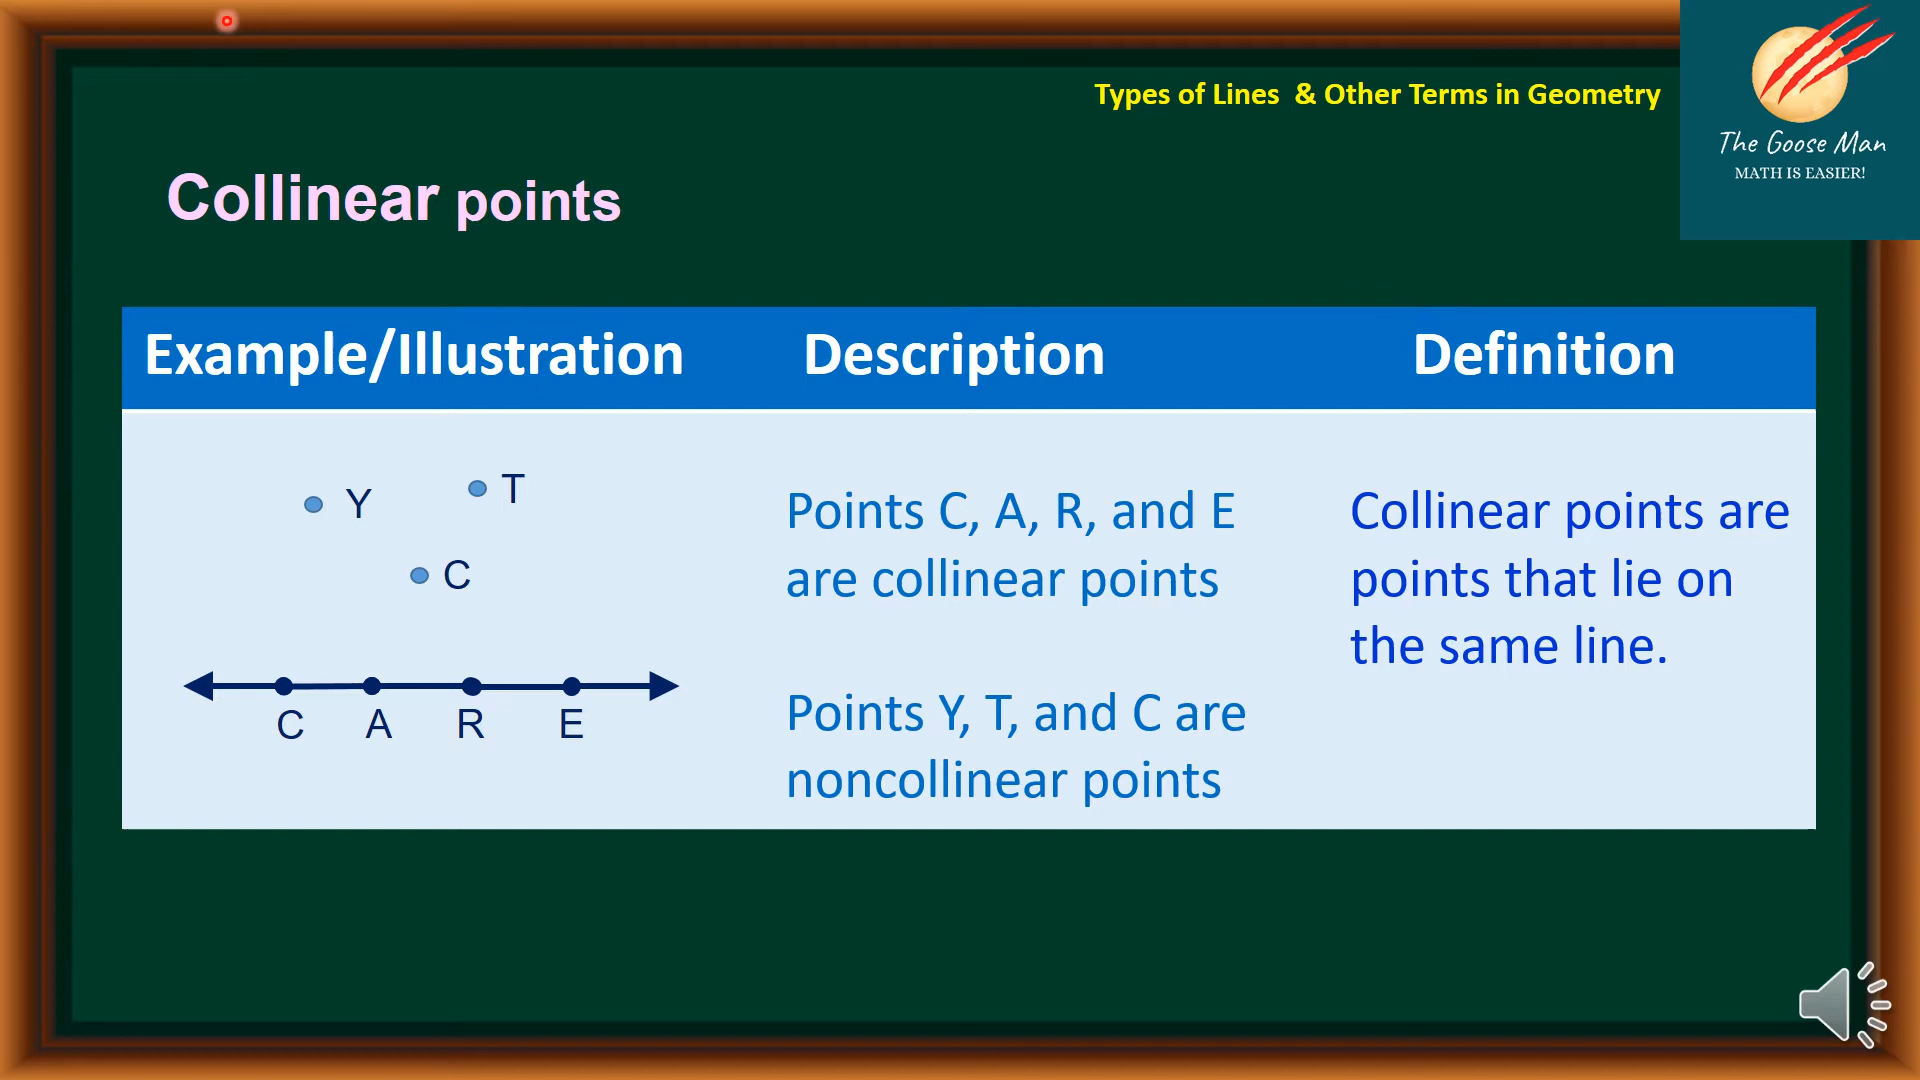 Types of Lines & Other Terms in Geometry
The Goose Man
MATH IS EASIER!
Collinear points
Example/Illustration
Description
Definition
Y
T
C
C A R E
Points C, A, R, and E
are collinear points
Points Y, T, and C are
noncollinear points
Collinear points are
points that lie on
the same line.